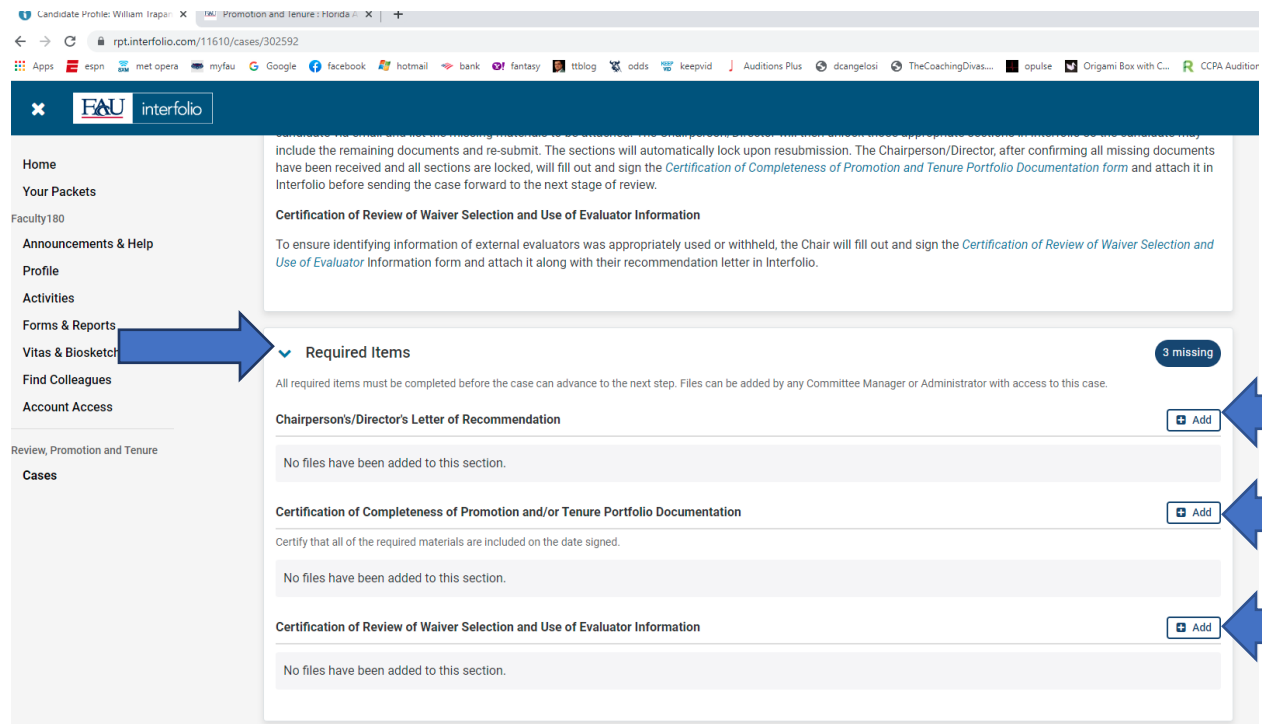 Candidate Profile: William Trapan
Promotion and Tenure : Florida A
rpt.interfolio.com/11610/cases/302592
Apps espn met opera myfau Google facebook hotmail bank fantasy ttblog odds keepvid Auditions Plus dcangelosi TheCoachingDivas.... opulse Origami Box with C... CCPA Audition
FAU interfolio
include the remaining documents and re-submit. The sections will automatically lock upon resubmission. The Chairperson/Director, after confirming all missing documents
have been received and all sections are locked, will fill out and sign the Certification of Completeness of Promotion and Tenure Portfolio Documentation form and attach it in
Interfolio before sending the case forward to the next stage of review.
Certification of Review of Waiver Selection and Use of Evaluator Information
To ensure identifying information of external evaluators was appropriately used or withheld, the Chair will fill out and sign the Certification of Review of Waiver Selection and
Use of Evaluator Information form and attach it along with their recommendation letter in Interfolio.
Home
Your Packets
Faculty180
Announcements & Help
Profile
Activities
Forms & Reports
Vitas & Biosketch
Find Colleagues
Account Access
Review, Promotion and Tenure
Cases
Required Items
3 missing
All required items must be completed before the case can advance to the next step. Files can be added by any Committee Manager or Administrator with access to this case.
Chairperson's/Director's Letter of Recommendation
Add
No files have been added to this section.
Certification of Completeness of Promotion and/or Tenure Portfolio Documentation
Add
Certify that all of the required materials are included on the date signed.
No files have been added to this section.
Certification of Review of Waiver Selection and Use of Evaluator Information
Add
No files have been added to this section.